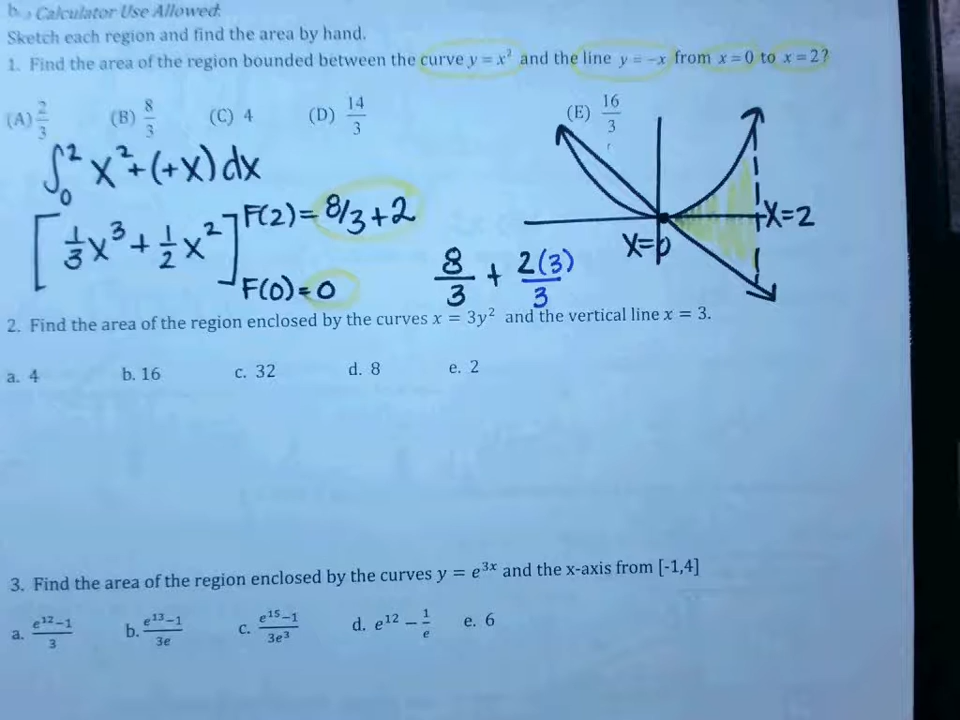 b. Calculator Use Allowed:
Sketch each region and find the area by hand.
1. Find the area of the region bounded between the curve y = x² and the line y = −x from x = 0 to x = 2?
(A) 2/3 (B) 8/3 (C) 4 (D) 14/3 (E) 16/3
∫₀² x² + (+x) dx
[1/3 x³ + 1/2 x²] F(2) = 8/3 + 2
F(0) = 0
8/3 + 2(3)/3
x=0
x=2
2. Find the area of the region enclosed by the curves x = 3y² and the vertical line x = 3.
a. 4 b. 16 c. 32 d. 8 e. 2
3. Find the area of the region enclosed by the curves y = e³ˣ and the x-axis from [-1,4]
a. (e¹²−1)/3 b. (e¹³−1)/3e c. (e¹⁵−1)/3e³ d. e¹² − 1/e e. 6